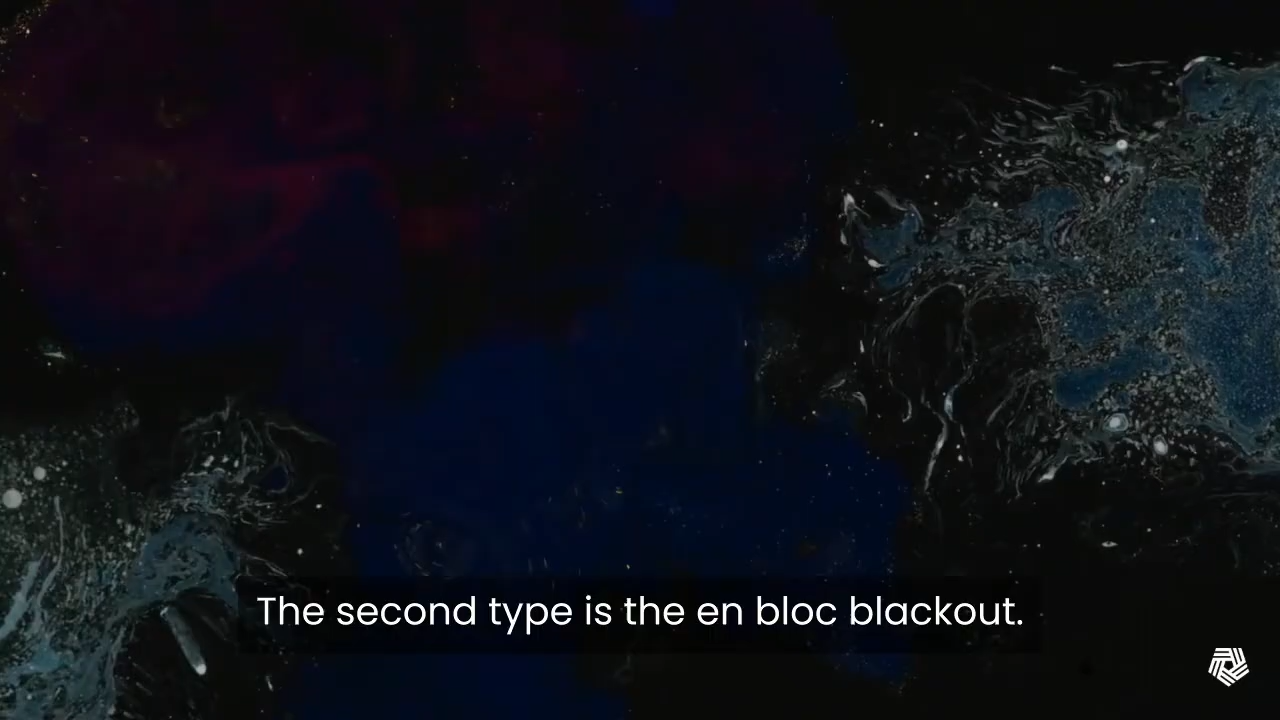 The second type is the en bloc blackout.